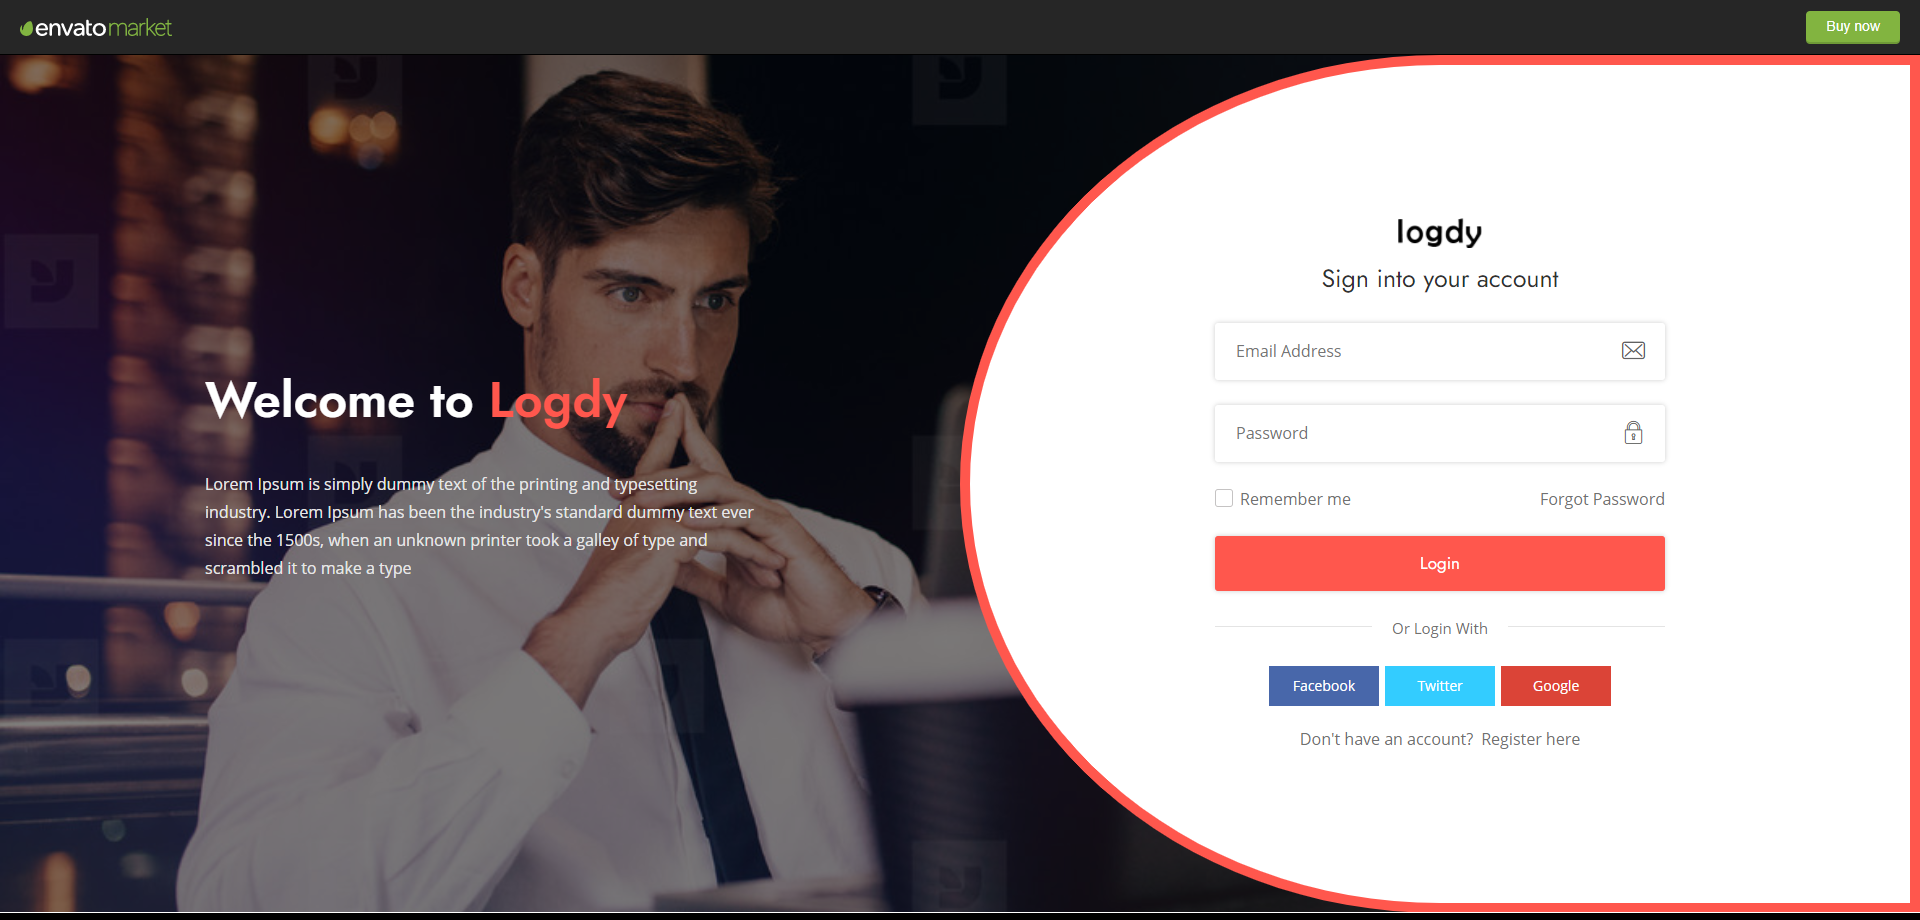 envatomarket
Buy now
Welcome to Logdy
Lorem Ipsum is simply dummy text of the printing and typesetting
industry. Lorem Ipsum has been the industry's standard dummy text ever
since the 1500s, when an unknown printer took a galley of type and
scrambled it to make a type
logdy
Sign into your account
Email Address
Password
Remember me
Forgot Password
Login
Or Login With
Facebook
Twitter
Google
Don't have an account? Register here